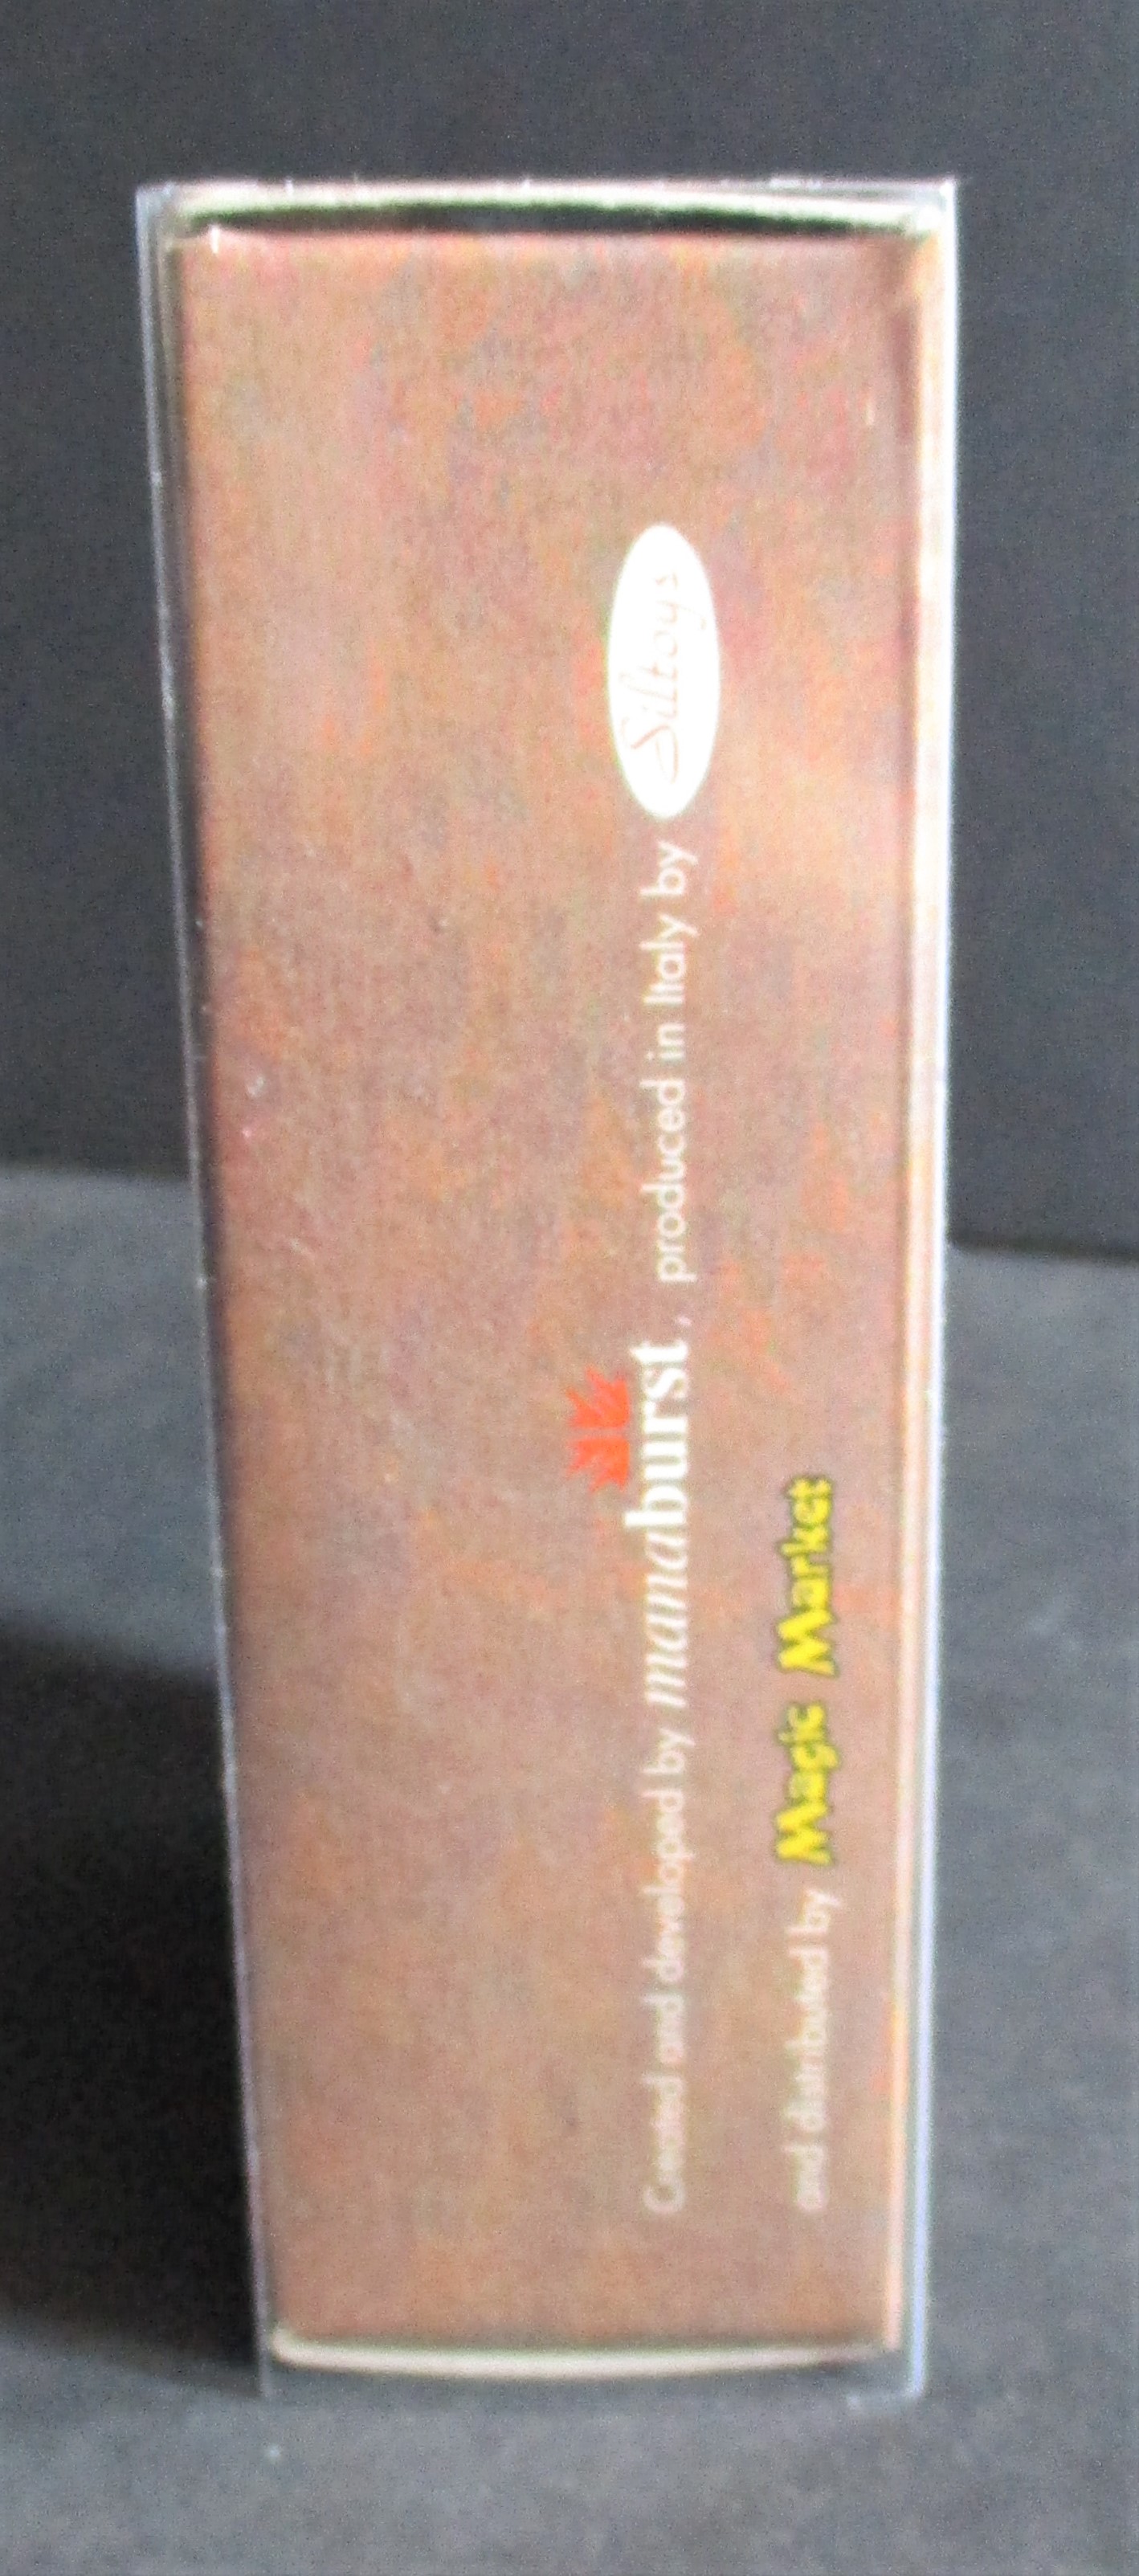 Created and developed by manaburst, produced in Italy by Siltoys
and distributed by Magic Market